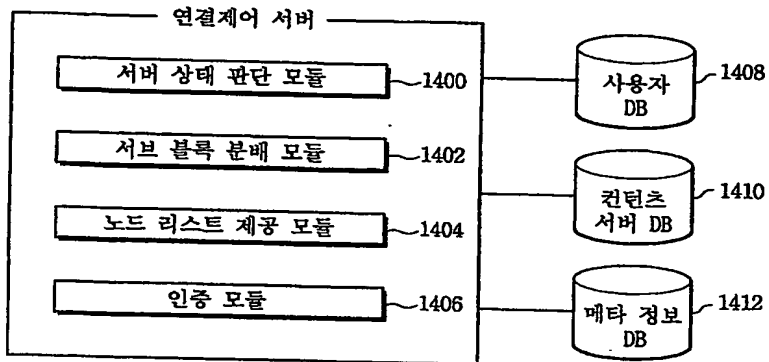 연결제어 서버
서버 상태 판단 모듈
1400
서브 블록 분배 모듈
1402
노드 리스트 제공 모듈
1404
인증 모듈
1406
사용자
DB
1408
컨턴츠
서버 DB
1410
메타 정보
DB
1412